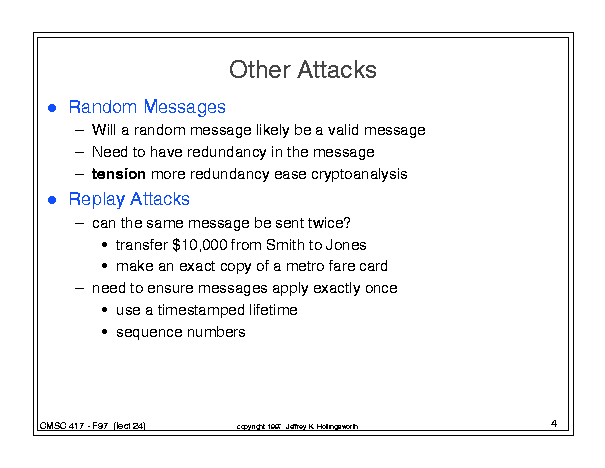 Other Attacks
● Random Messages
– Will a random message likely be a valid message
– Need to have redundancy in the message
– tension more redundancy ease cryptoanalysis
● Replay Attacks
– can the same message be sent twice?
• transfer $10,000 from Smith to Jones
• make an exact copy of a metro fare card
– need to ensure messages apply exactly once
• use a timestamped lifetime
• sequence numbers
CMSC 417 - F97 (lect 24) copyright 1997 Jeffrey K. Hollingsworth 4